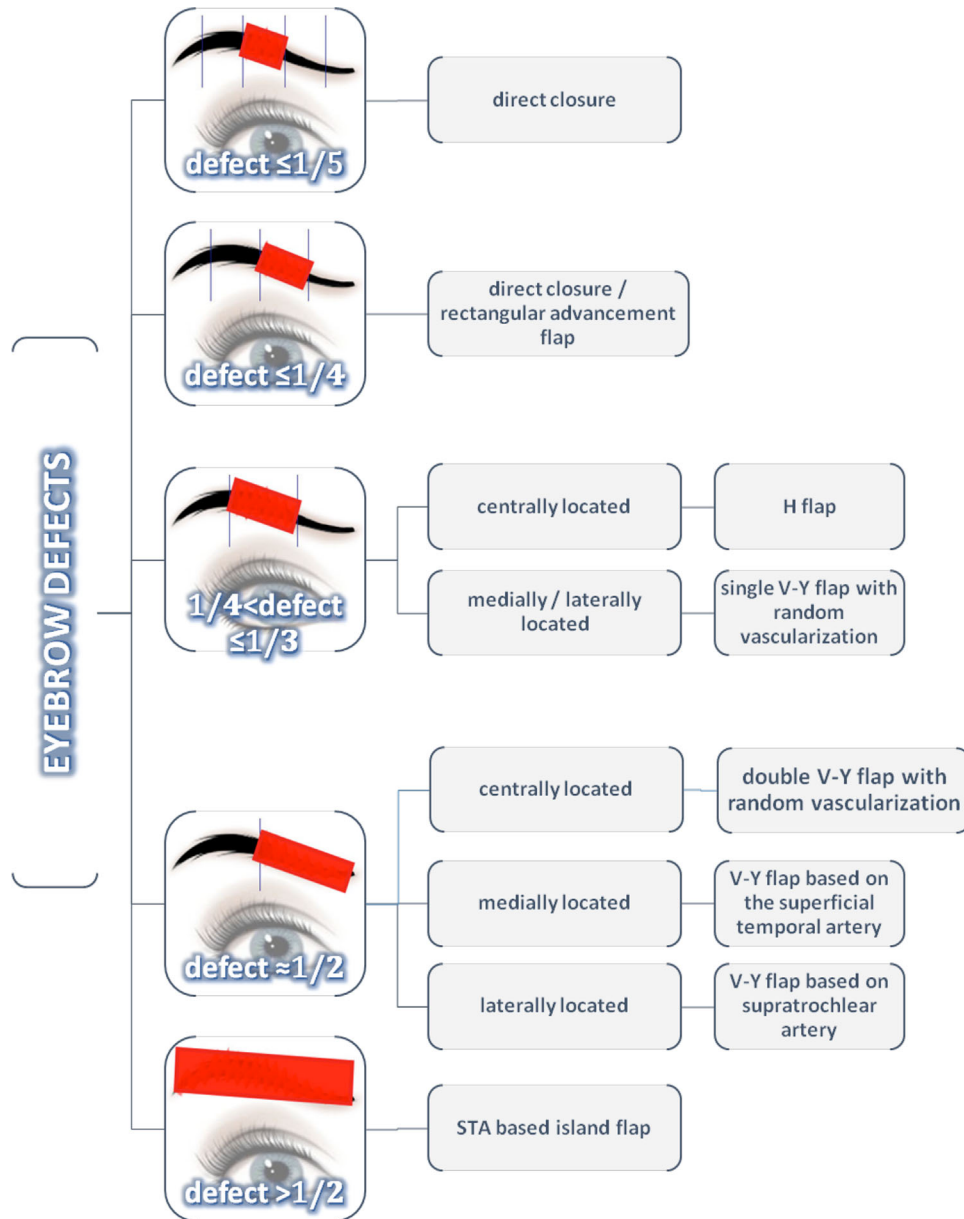 EYEBROW DEFECTS
defect ≤1/5
direct closure
defect ≤1/4
direct closure /
rectangular advancement
flap
1/4<defect
≤1/3
centrally located
H flap
medially / laterally
located
single V-Y flap with
random
vascularization
defect ≈1/2
centrally located
double V-Y flap with
random vascularization
medially located
V-Y flap based on
the superficial
temporal artery
laterally located
V-Y flap based on
supratrochlear
artery
defect >1/2
STA based island flap